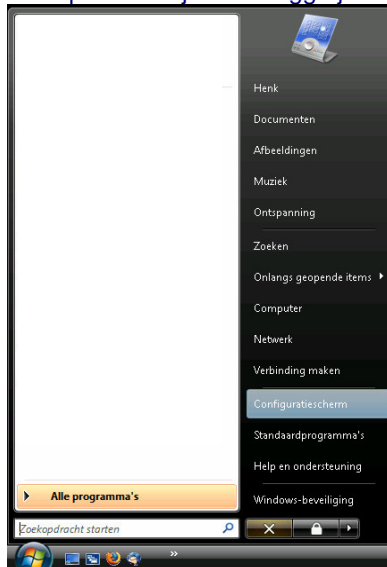 Henk
Documenten
Afbeeldingen
Muziek
Ontspanning
Zoeken
Onlangs geopende items
Computer
Netwerk
Verbinding maken
Configuratiescherm
Standaardprogramma's
Help en ondersteuning
Windows-beveiliging
Alle programma's
Zoekopdracht starten
»